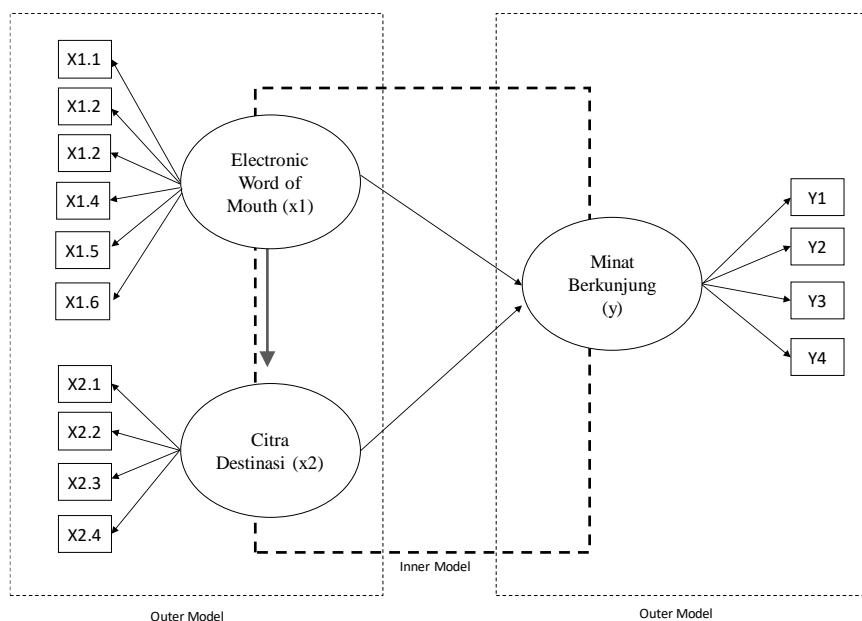 X1.1
X1.2
X1.2
X1.4
X1.5
X1.6
Electronic
Word of
Mouth (x1)
X2.1
X2.2
X2.3
X2.4
Citra
Destinasi (x2)
Minat
Berkunjung
(y)
Y1
Y2
Y3
Y4
Inner Model
Outer Model
Outer Model